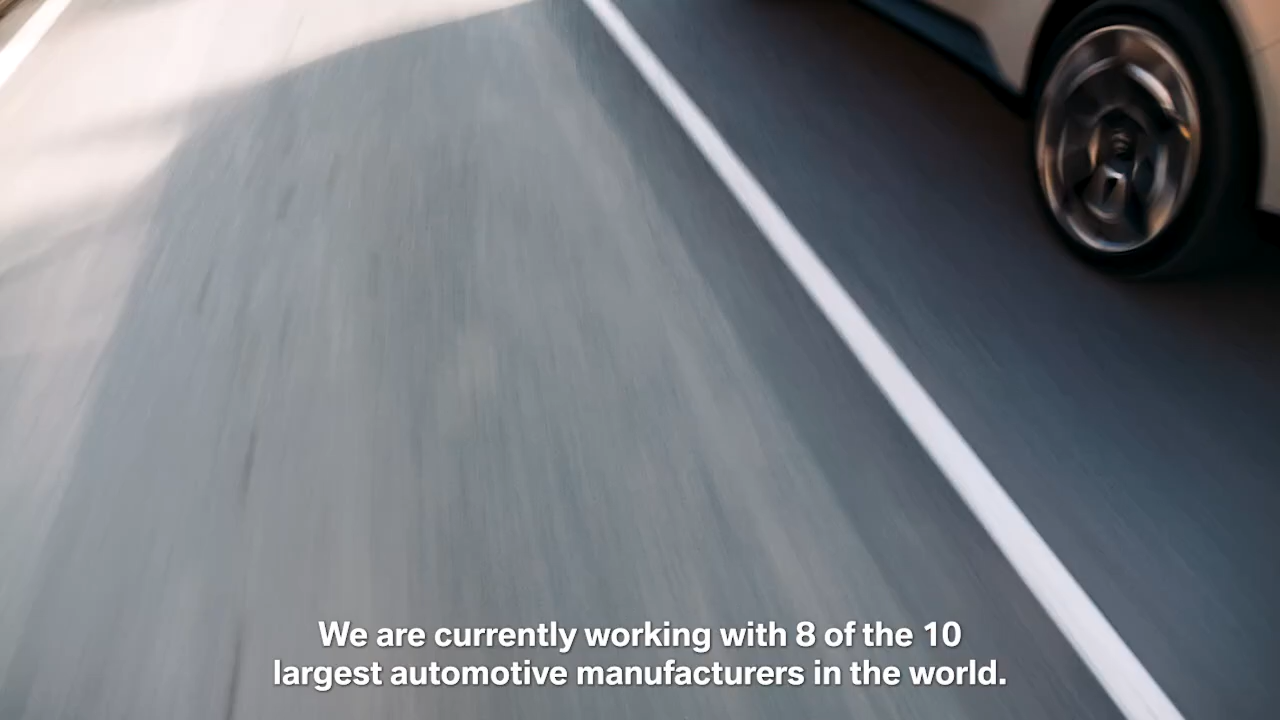 We are currently working with 8 of the 10
largest automotive manufacturers in the world.